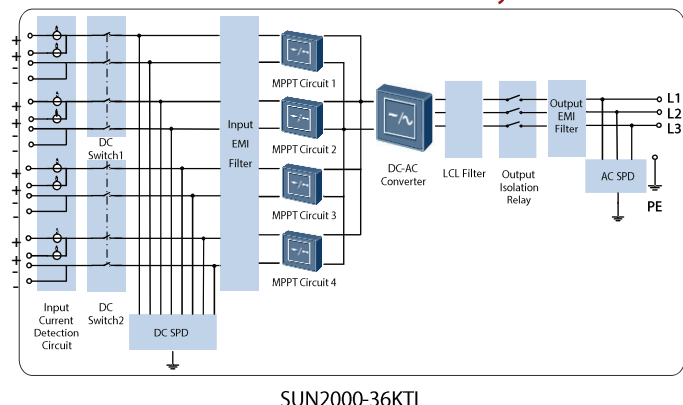 +
+
-
-
+
+
-
-
+
+
-
-
+
+
-
-
Input
Current
Detection
Circuit
DC
Switch1
DC
Switch2
DC SPD
Input
EMI
Filter
MPPT Circuit 1
MPPT Circuit 2
MPPT Circuit 3
MPPT Circuit 4
DC-AC
Converter
LCL Filter
Output
Isolation
Relay
Output
EMI
Filter
L1
L2
L3
AC SPD
PE
SUN2000-36KTL